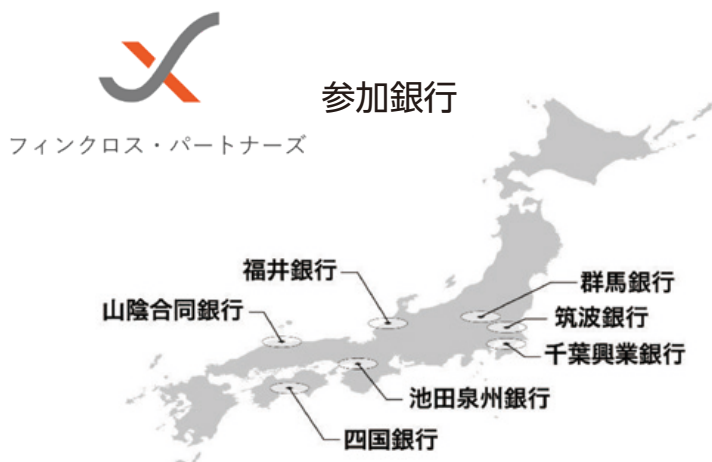 参加銀行
フィンクロス・パートナーズ
福井銀行
群馬銀行
山陰合同銀行
筑波銀行
千葉興業銀行
池田泉州銀行
四国銀行